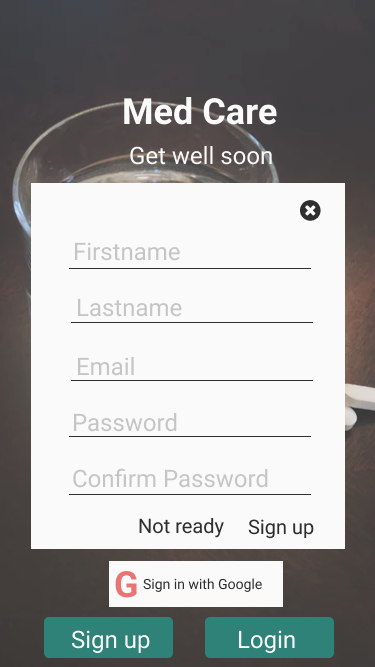 Med Care
Get well soon
Firstname
Lastname
Email
Password
Confirm Password
Not ready Sign up
G Sign in with Google
Sign up Login